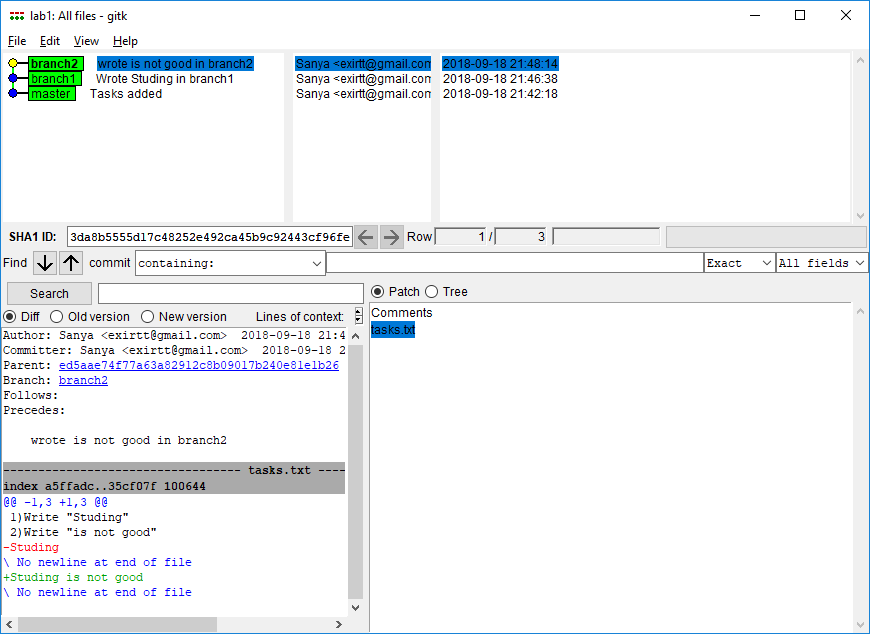 lab1: All files - gitk
File Edit View Help
branch2 wrote is not good in branch2 Sanya <exirtt@gmail.com 2018-09-18 21:48:14
branch1 Wrote Studing in branch1 Sanya <exirtt@gmail.com 2018-09-18 21:46:38
master Tasks added Sanya <exirtt@gmail.com 2018-09-18 21:42:18
SHA1 ID: 3da8b5555d17c48252e492ca45b9c92443cf96fe Row 1 / 3
Find commit containing: Exact All fields
Search
Patch Tree
Diff Old version New version Lines of context:
Comments
tasks.txt
Author: Sanya <exirtt@gmail.com> 2018-09-18 21:4
Committer: Sanya <exirtt@gmail.com> 2018-09-18 2
Parent: ed5aae74f77a63a82912c8b09017b240e81e1b26
Branch: branch2
Follows:
Precedes:
wrote is not good in branch2
---------------------------------- tasks.txt ----
index a5ffadc..35cf07f 100644
@@ -1,3 +1,3 @@
1)Write "Studing"
2)Write "is not good"
-Studing
\ No newline at end of file
+Studing is not good
\ No newline at end of file